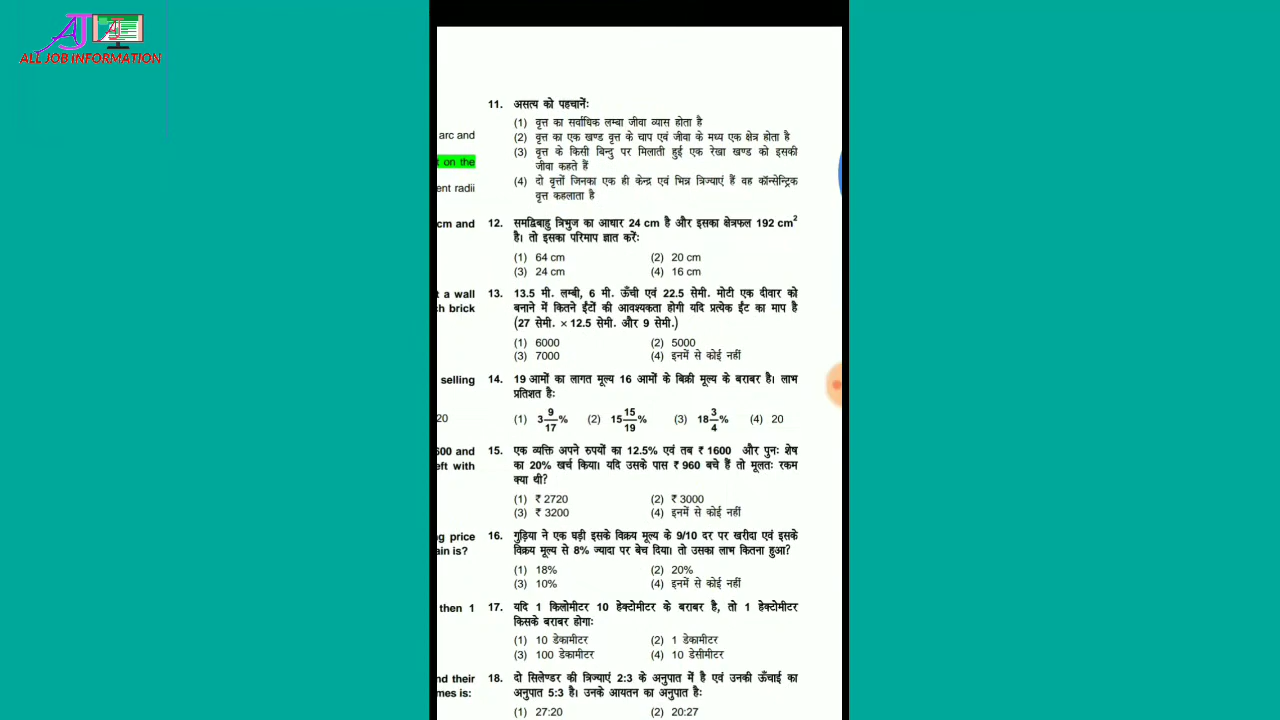 AJ
AJ
ALL JOB INFORMATION
arc and
t on the
ent radii
cm and
t a wall
ch brick
selling
20
600 and
eft with
ng price
ain is?
then 1
nd their
mes is:
11. असत्य को पहचानें:
(1) वृत्त का सर्वाधिक लम्बा जीवा व्यास होता है
(2) वृत्त का एक खण्ड वृत्त के चाप एवं जीवा के मध्य एक क्षेत्र होता है
(3) वृत्त के किसी बिन्दु पर मिलाती हुई एक रेखा खण्ड को इसकी
जीवा कहते हैं
(4) दो वृत्तों जिनका एक ही केन्द्र एवं भिन्न त्रिज्याएं हैं वह कॉन्सेन्ट्रिक
वृत्त कहलाता है
12. समद्विबाहु त्रिभुज का आधार 24 cm है और इसका क्षेत्रफल 192 cm²
है। तो इसका परिमाप ज्ञात करें:
(1) 64 cm (2) 20 cm
(3) 24 cm (4) 16 cm
13. 13.5 मी. लम्बी, 6 मी. ऊँची एवं 22.5 सेमी. मोटी एक दीवार को
बनाने में कितने ईंटों की आवश्यकता होगी यदि प्रत्येक ईंट का माप है
(27 सेमी. × 12.5 सेमी. और 9 सेमी.)
(1) 6000 (2) 5000
(3) 7000 (4) इनमें से कोई नहीं
14. 19 आमों का लागत मूल्य 16 आमों के बिक्री मूल्य के बराबर है। लाभ
प्रतिशत है:
(1) 3 9/17% (2) 15 15/19% (3) 18 3/4% (4) 20
15. एक व्यक्ति अपने रुपयों का 12.5% एवं तब ₹ 1600 और पुनः शेष
का 20% खर्च किया। यदि उसके पास ₹ 960 बचे हैं तो मूलतः रकम
क्या थी?
(1) ₹ 2720 (2) ₹ 3000
(3) ₹ 3200 (4) इनमें से कोई नहीं
16. गुड़िया ने एक घड़ी इसके विक्रय मूल्य के 9/10 दर पर खरीदा एवं इसके
विक्रय मूल्य से 8% ज्यादा पर बेच दिया। तो उसका लाभ कितना हुआ?
(1) 18% (2) 20%
(3) 10% (4) इनमें से कोई नहीं
17. यदि 1 किलोमीटर 10 हेक्टोमीटर के बराबर है, तो 1 हेक्टोमीटर
किसके बराबर होगा:
(1) 10 डेकामीटर (2) 1 डेकामीटर
(3) 100 डेकामीटर (4) 10 डेसीमीटर
18. दो सिलेण्डर की त्रिज्याएं 2:3 के अनुपात में है एवं उनकी ऊँचाई का
अनुपात 5:3 है। उनके आयतन का अनुपात है:
(1) 27:20 (2) 20:27